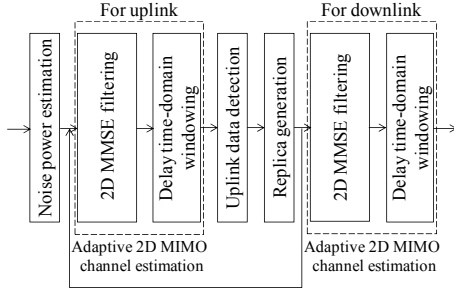 For uplink
For downlink
Noise power estimation
2D MMSE filtering
Delay time-domain
windowing
Uplink data detection
Replica generation
2D MMSE filtering
Delay time-domain
windowing
Adaptive 2D MIMO
channel estimation
Adaptive 2D MIMO
channel estimation